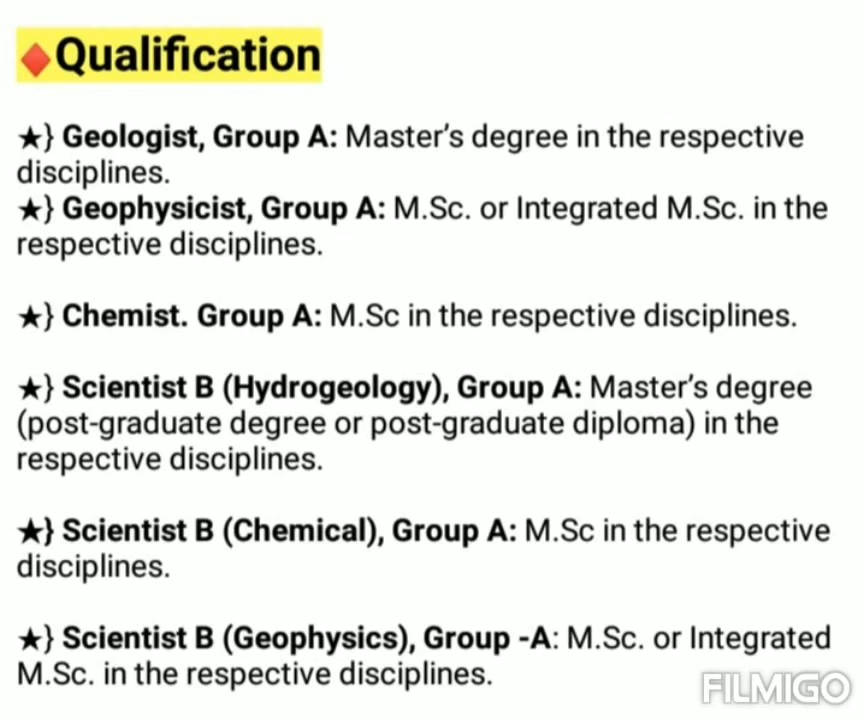 ♦Qualification
★} Geologist, Group A: Master's degree in the respective
disciplines.
★} Geophysicist, Group A: M.Sc. or Integrated M.Sc. in the
respective disciplines.
★} Chemist. Group A: M.Sc in the respective disciplines.
★} Scientist B (Hydrogeology), Group A: Master's degree
(post-graduate degree or post-graduate diploma) in the
respective disciplines.
★} Scientist B (Chemical), Group A: M.Sc in the respective
disciplines.
★} Scientist B (Geophysics), Group -A: M.Sc. or Integrated
M.Sc. in the respective disciplines.
FILMIGO